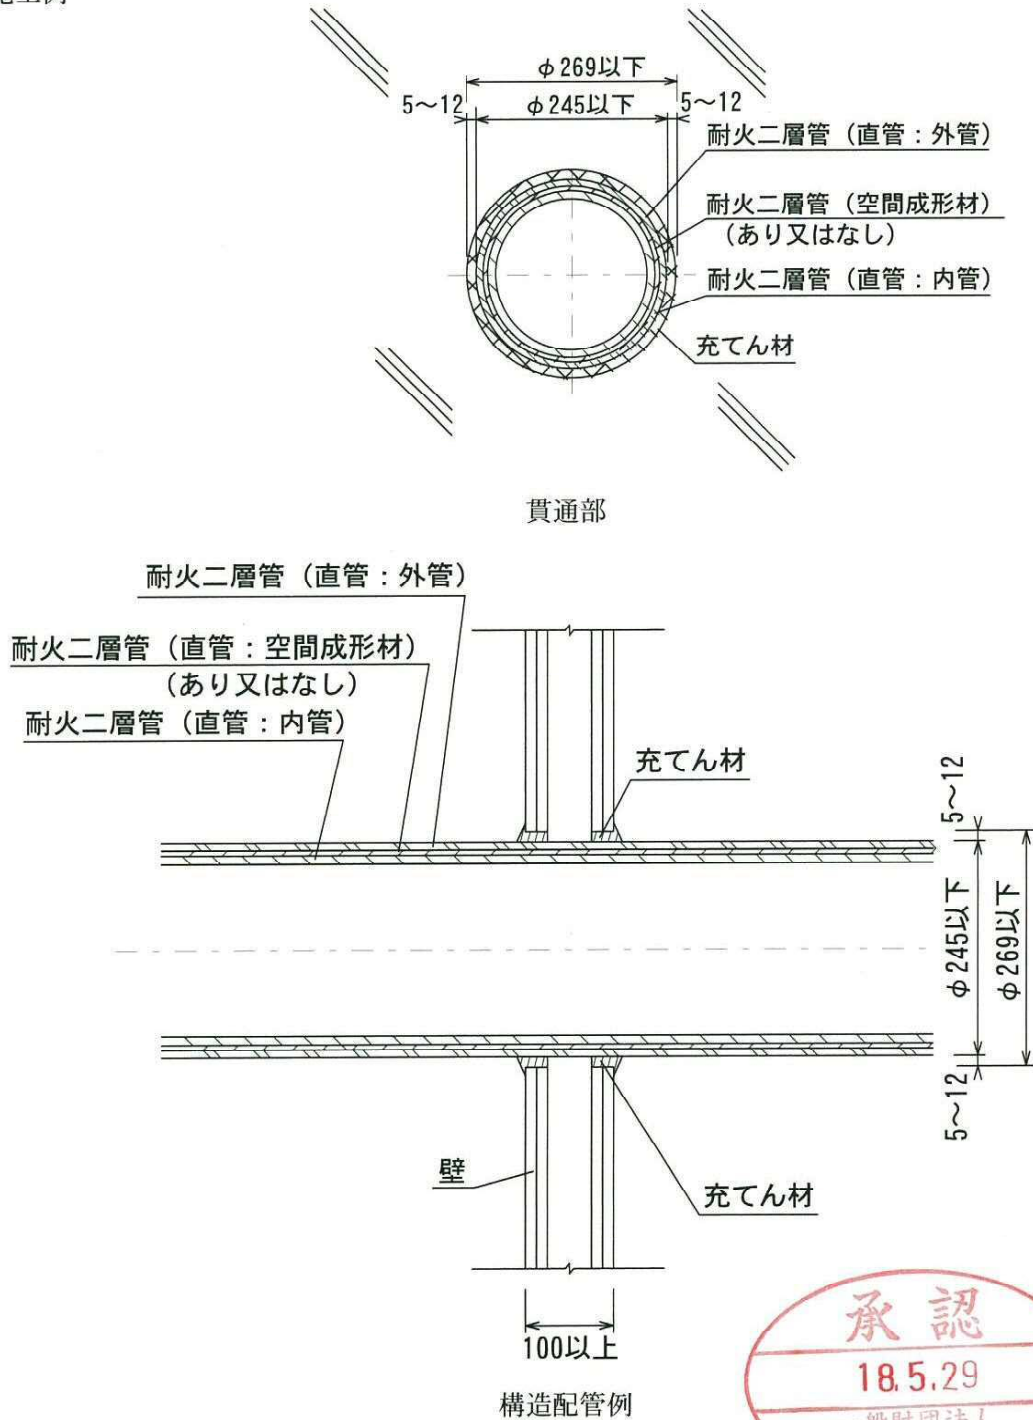 φ269以下
5～12
φ245以下
5～12
耐火二層管（直管：外管）
耐火二層管（空間成形材）
（あり又はなし）
耐火二層管（直管：内管）
充てん材
貫通部
耐火二層管（直管：外管）
耐火二層管（直管：空間成形材）
（あり又はなし）
耐火二層管（直管：内管）
充てん材
5～12
φ245以下
φ269以下
5～12
壁
充てん材
100以上
構造配管例
承認
18.5.29